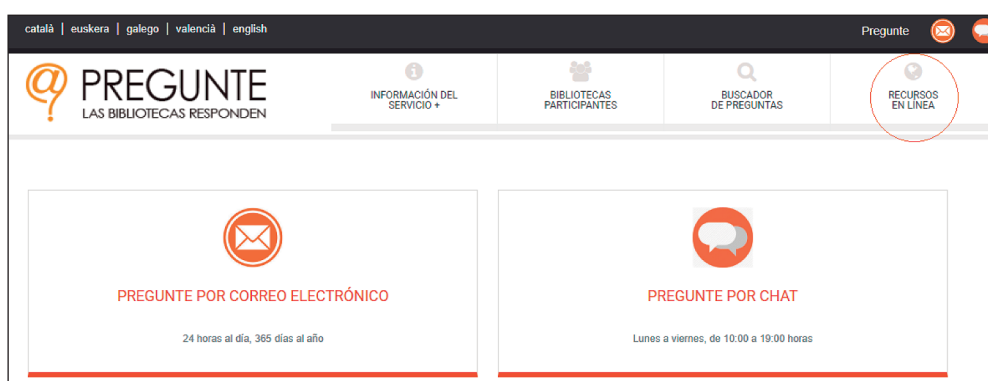 català | euskera | galego | valencià | english
Pregunte
PREGUNTE
LAS BIBLIOTECAS RESPONDEN
INFORMACIÓN DEL
SERVICIO +
BIBLIOTECAS
PARTICIPANTES
BUSCADOR
DE PREGUNTAS
RECURSOS
EN LÍNEA
PREGUNTE POR CORREO ELECTRÓNICO
24 horas al día, 365 días al año
PREGUNTE POR CHAT
Lunes a viernes, de 10:00 a 19:00 horas